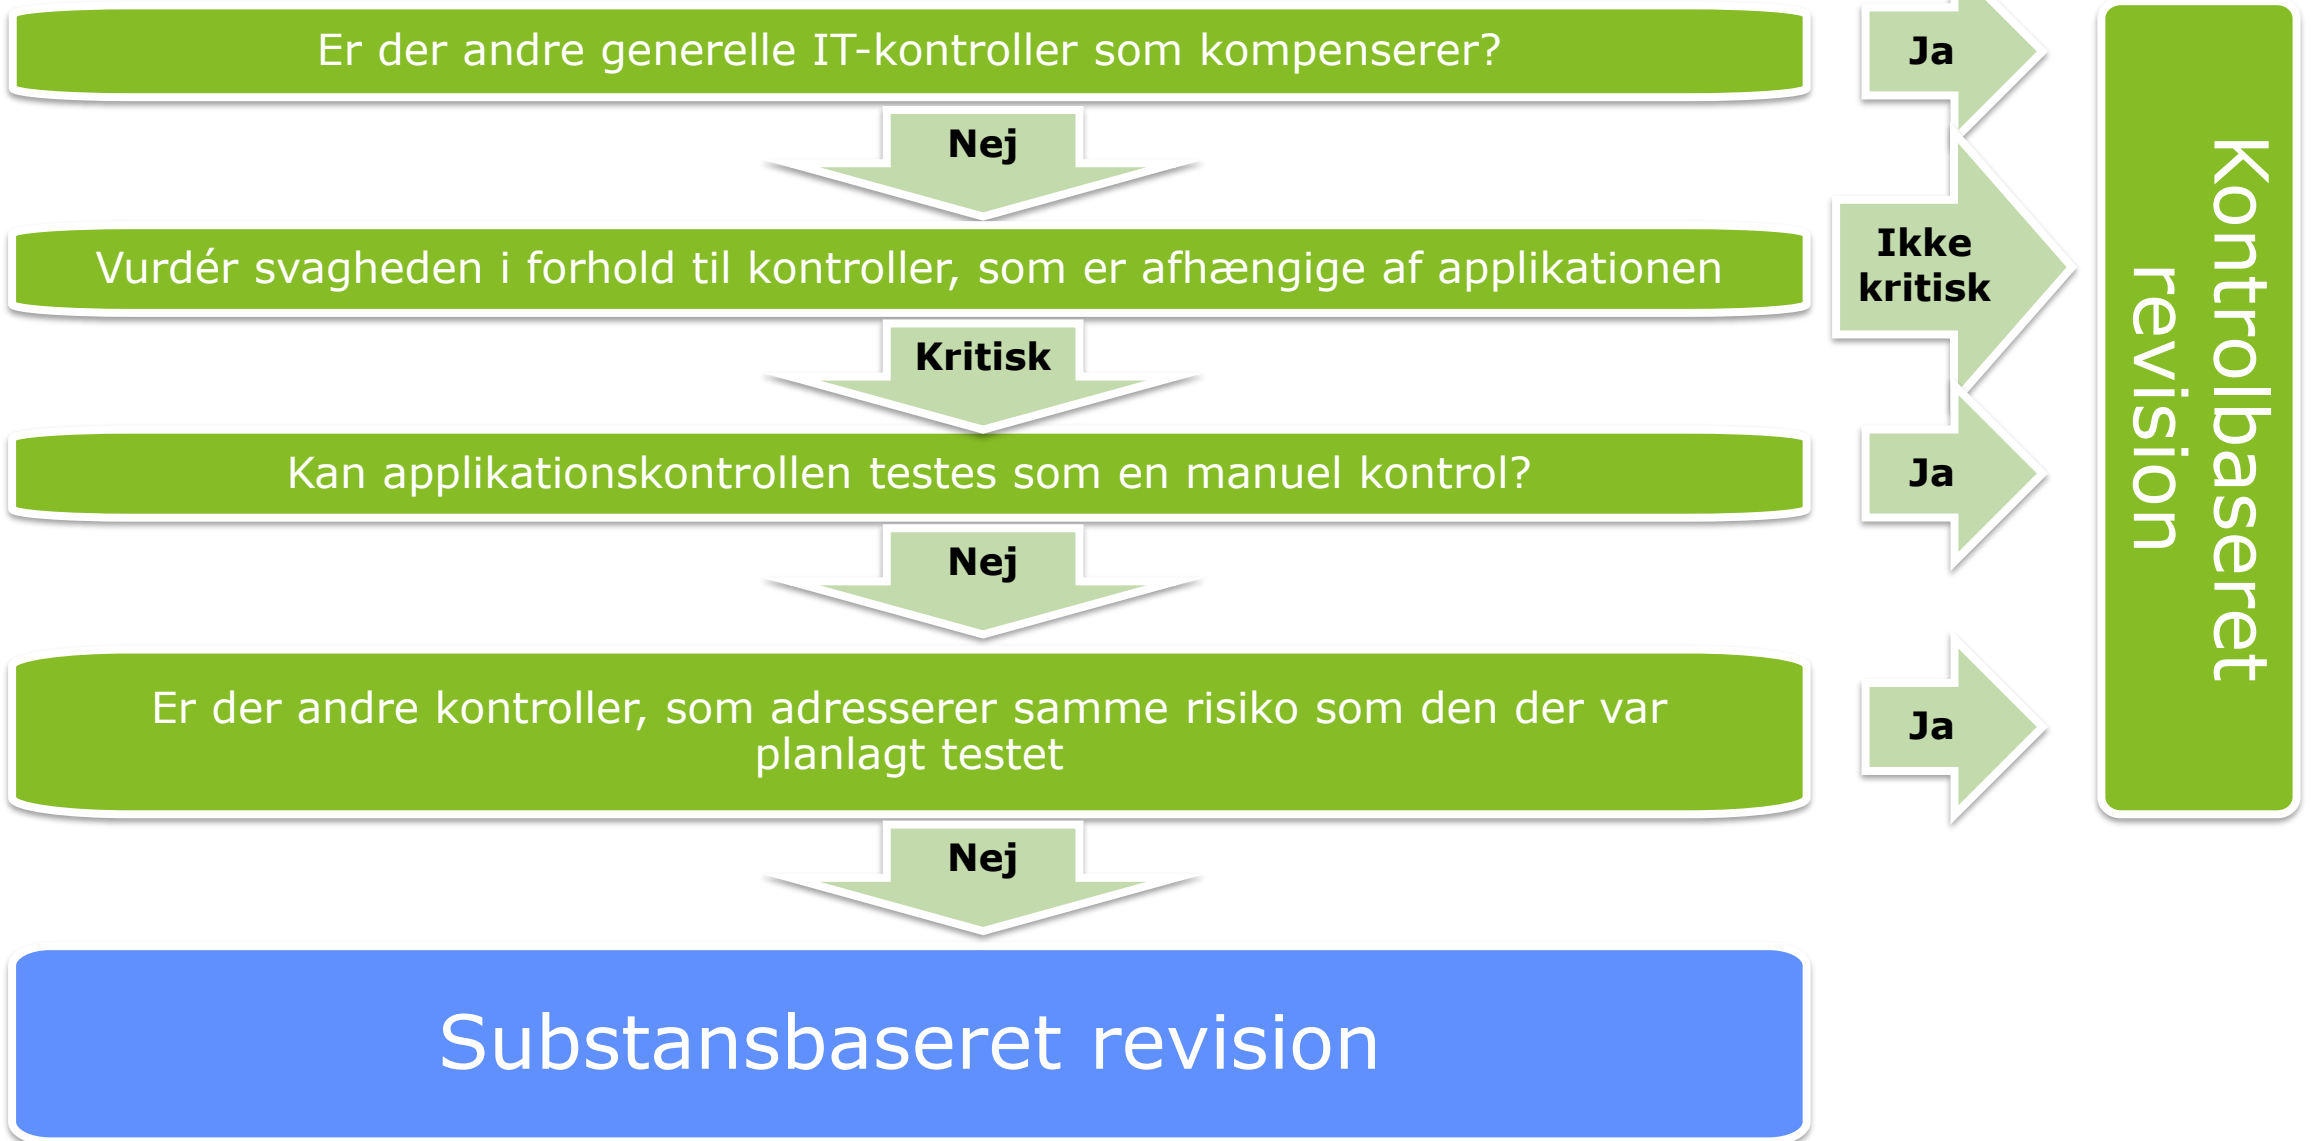 Er der andre generelle IT-kontroller som kompenserer?
Ja
Nej
Vurdér svagheden i forhold til kontroller, som er afhængige af applikationen
Ikke
kritisk
Kritisk
Kan applikationskontrollen testes som en manuel kontrol?
Ja
Nej
Er der andre kontroller, som adresserer samme risiko som den der var
planlagt testet
Ja
Nej
Substansbaseret revision
Kontrolbaseret
revision